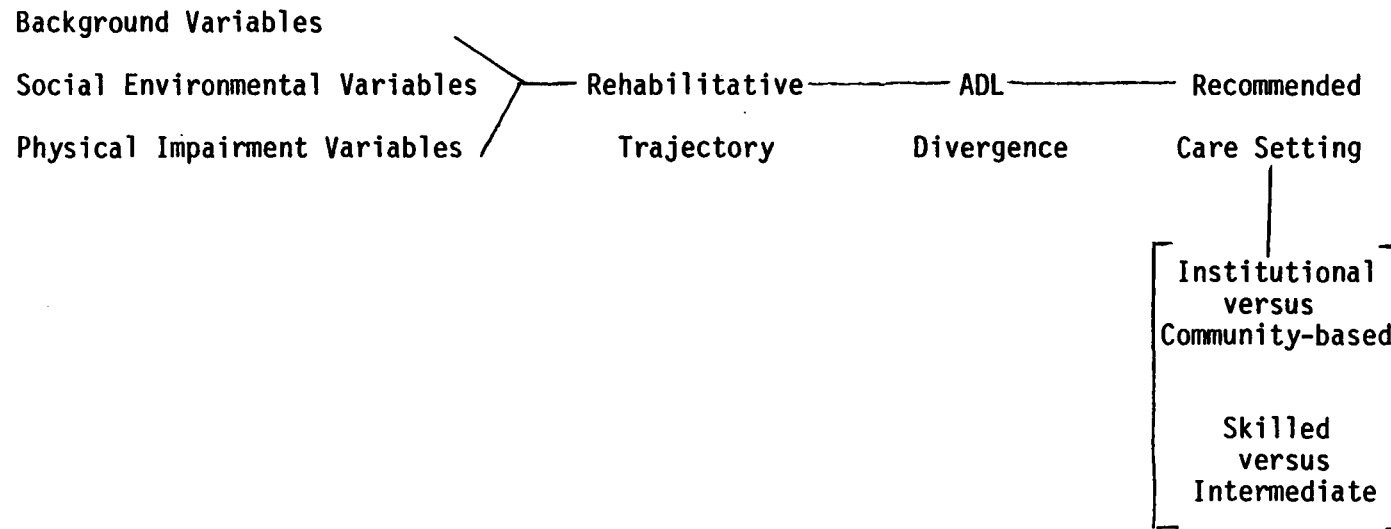 Background Variables
Social Environmental Variables Rehabilitative ADL Recommended
Physical Impairment Variables Trajectory Divergence Care Setting
Institutional
versus
Community-based
Skilled
versus
Intermediate